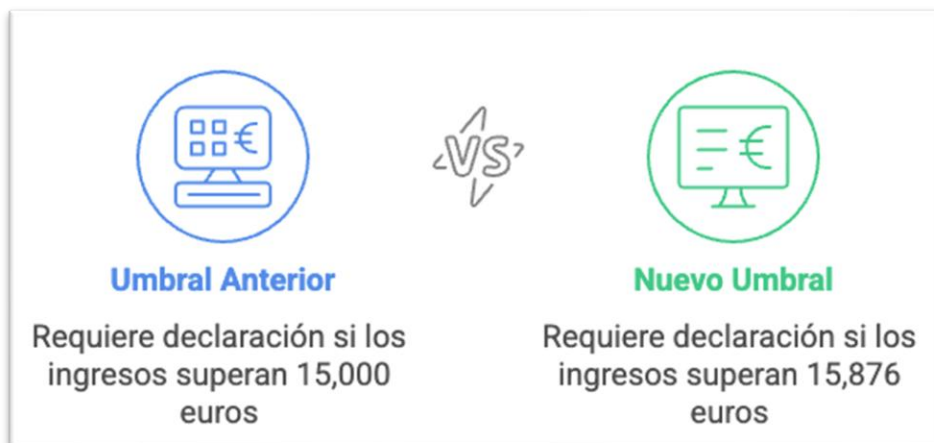 VS
Umbral Anterior
Requiere declaración si los
ingresos superan 15,000
euros
Nuevo Umbral
Requiere declaración si los
ingresos superan 15,876
euros